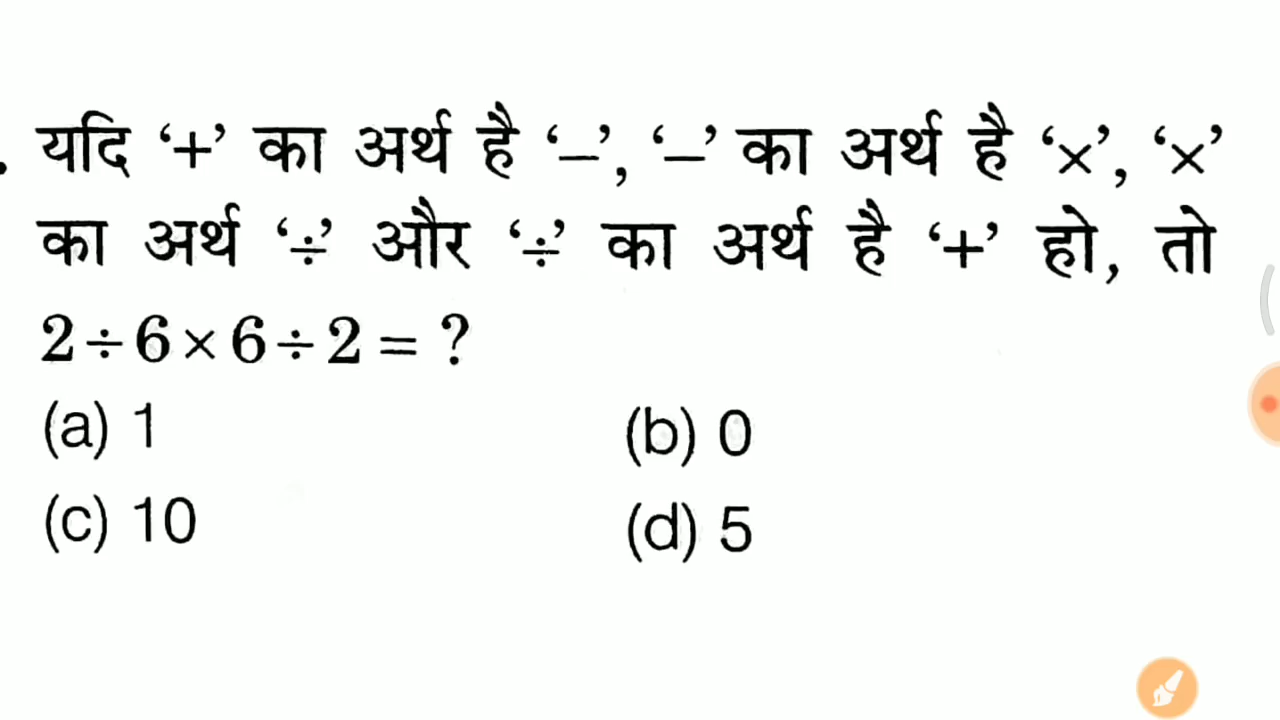 . यदि ‘+’ का अर्थ है ‘−’, ‘−’ का अर्थ है ‘×’, ‘×’
का अर्थ ‘÷’ और ‘÷’ का अर्थ है ‘+’ हो, तो
2÷6×6÷2 = ?
(a) 1 (b) 0
(c) 10 (d) 5